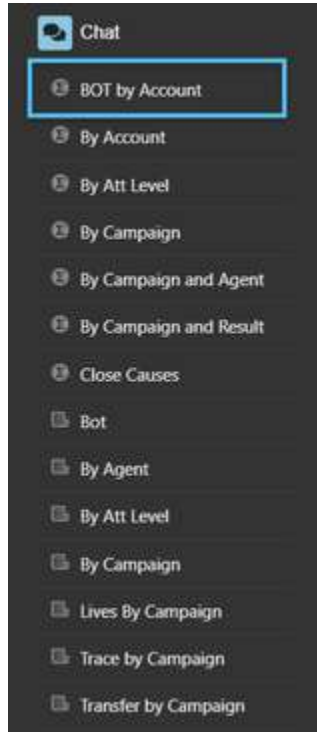 Chat
BOT by Account
By Account
By Att Level
By Campaign
By Campaign and Agent
By Campaign and Result
Close Causes
Bot
By Agent
By Att Level
By Campaign
Lives By Campaign
Trace by Campaign
Transfer by Campaign